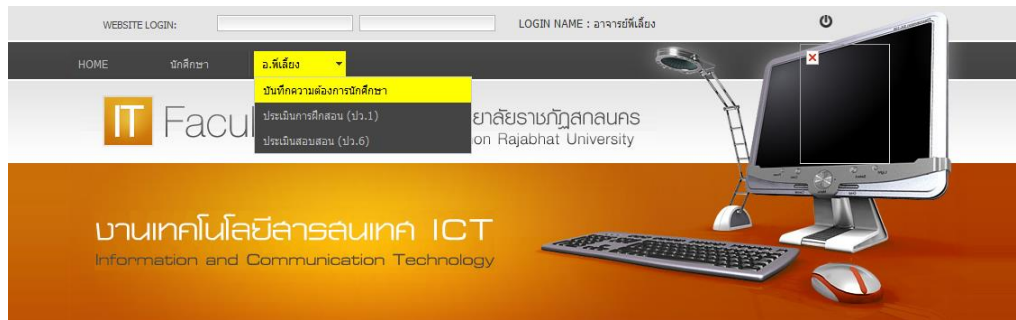 WEBSITE LOGIN: LOGIN NAME : อาจารย์พี่เลี้ยง
HOME นักศึกษา อ.พี่เลี้ยง
บันทึกความต้องการนักศึกษา
ประเมินการฝึกสอน (ปว.1)
ประเมินสอบสอน (ปว.6)
IT Facul ยาลัยราชภัฏสกลนคร
on Rajabhat University
งานเทคโนโลยีสารสนเทศ ICT
Information and Communication Technology